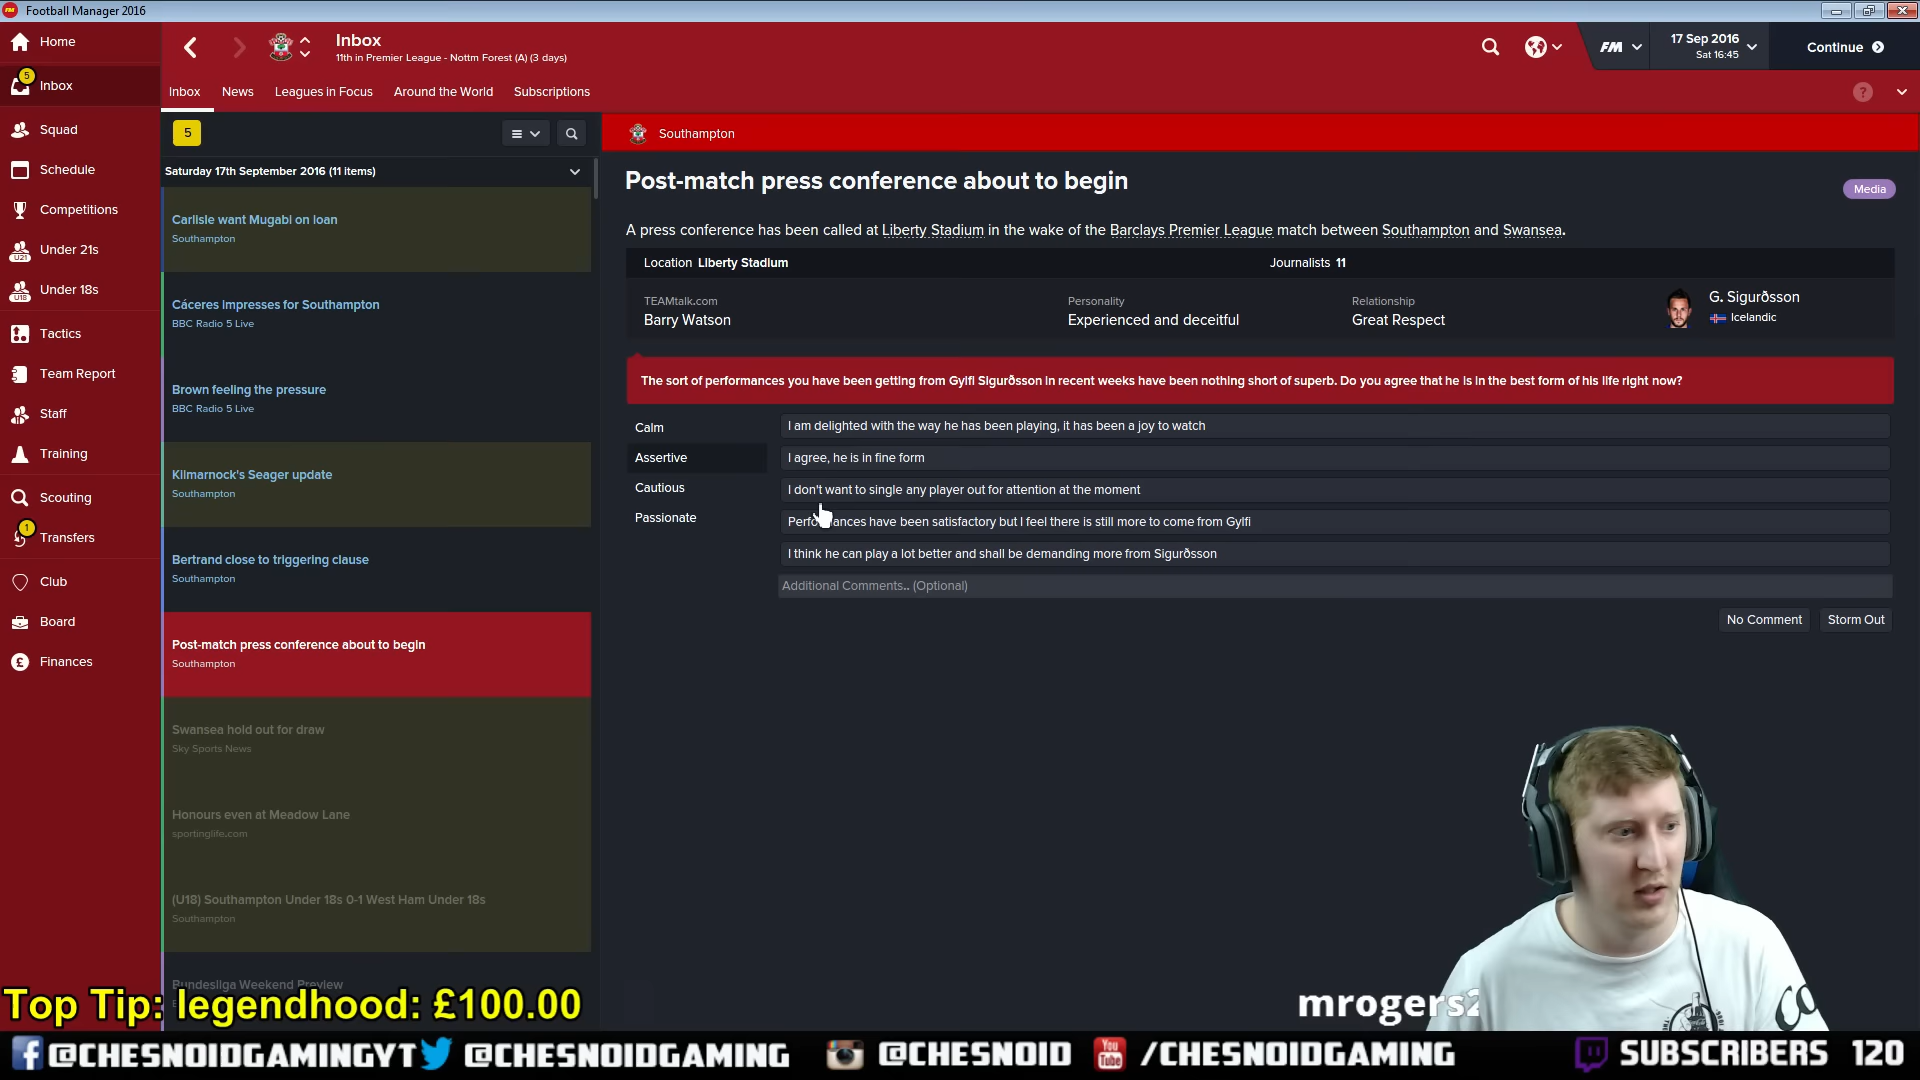 Football Manager 2016
Home
5
Inbox
Squad
Schedule
Competitions
Under 21s
Under 18s
Tactics
Team Report
Staff
Training
Scouting
1
Transfers
Club
Board
Finances
Inbox
11th in Premier League - Nottm Forest (A) (3 days)
FM
17 Sep 2016
Sat 16:45
Continue
Inbox News Leagues in Focus Around the World Subscriptions
?
5
Saturday 17th September 2016 (11 items)
Carlisle want Mugabi on loan
Southampton
Cáceres impresses for Southampton
BBC Radio 5 Live
Brown feeling the pressure
BBC Radio 5 Live
Kilmarnock's Seager update
Southampton
Bertrand close to triggering clause
Southampton
Post-match press conference about to begin
Southampton
Swansea hold out for draw
Sky Sports News
Honours even at Meadow Lane
sportinglife.com
(U18) Southampton Under 18s 0-1 West Ham Under 18s
Southampton
Bundesliga Weekend Preview
Southampton
Post-match press conference about to begin
Media
A press conference has been called at Liberty Stadium in the wake of the Barclays Premier League match between Southampton and Swansea.
Location Liberty Stadium Journalists 11
TEAMtalk.com
Barry Watson
Personality
Experienced and deceitful
Relationship
Great Respect
G. Sigurðsson
Icelandic
The sort of performances you have been getting from Gylfi Sigurðsson in recent weeks have been nothing short of superb. Do you agree that he is in the best form of his life right now?
Calm
Assertive
Cautious
Passionate
I am delighted with the way he has been playing, it has been a joy to watch
I agree, he is in fine form
I don't want to single any player out for attention at the moment
Performances have been satisfactory but I feel there is still more to come from Gylfi
I think he can play a lot better and shall be demanding more from Sigurðsson
Additional Comments.. (Optional)
No Comment Storm Out
Top Tip: legendhood: £100.00
mrogers2
@CHESNOIDGAMINGYT @CHESNOIDGAMING @CHESNOID You Tube /CHESNOIDGAMING SUBSCRIBERS 120